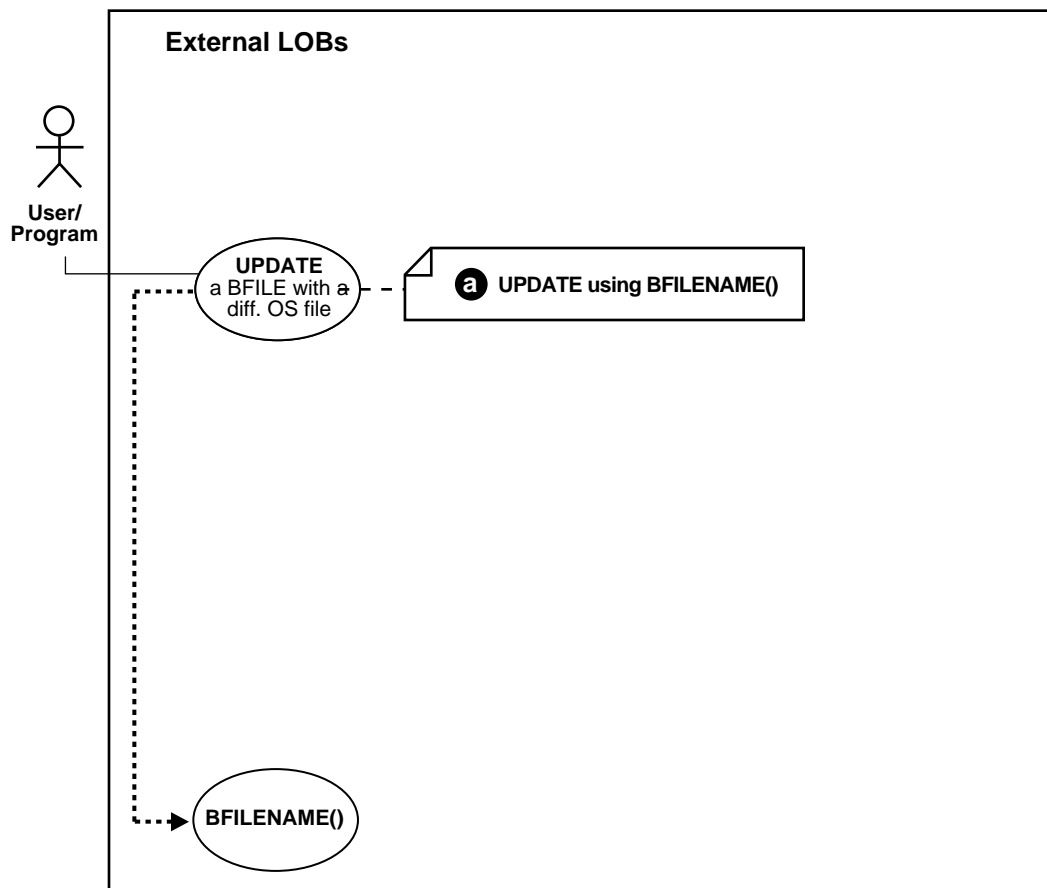 External LOBs
User/
Program
UPDATE
a BFILE with a
diff. OS file
a UPDATE using BFILENAME()
BFILENAME()